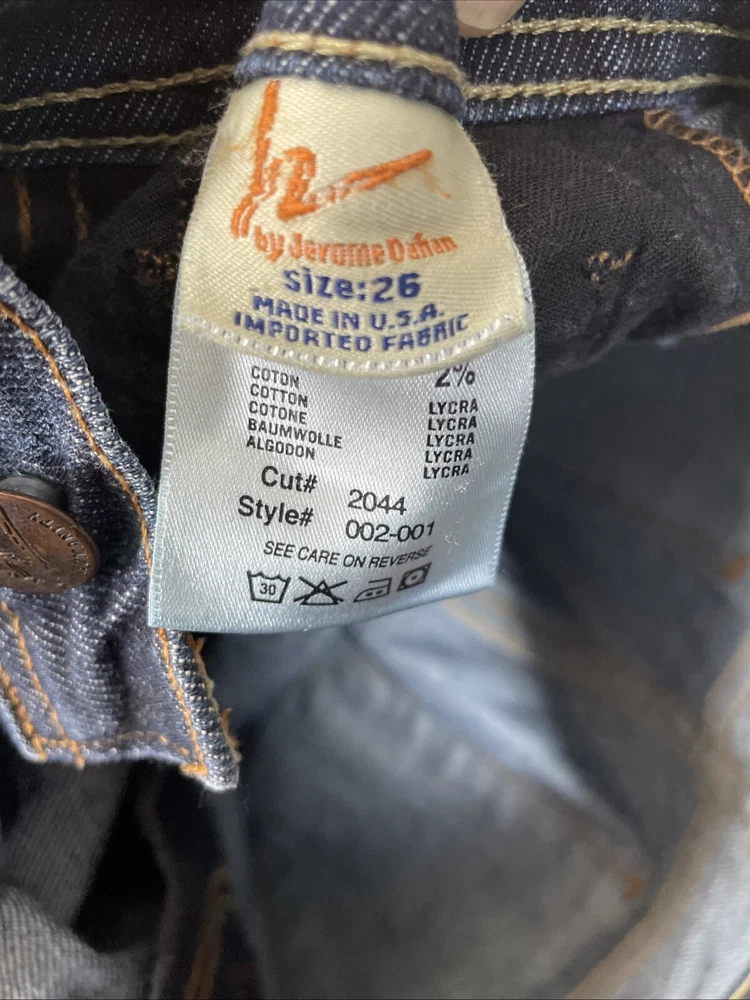 by Jerome Dahan
size:26
MADE IN U.S.A.
IMPORTED FABRIC
2%
COTON
COTTON LYCRA
COTONE LYCRA
BAUMWOLLE LYCRA
ALGODON LYCRA
LYCRA
Cut# 2044
Style# 002-001
SEE CARE ON REVERSE
30